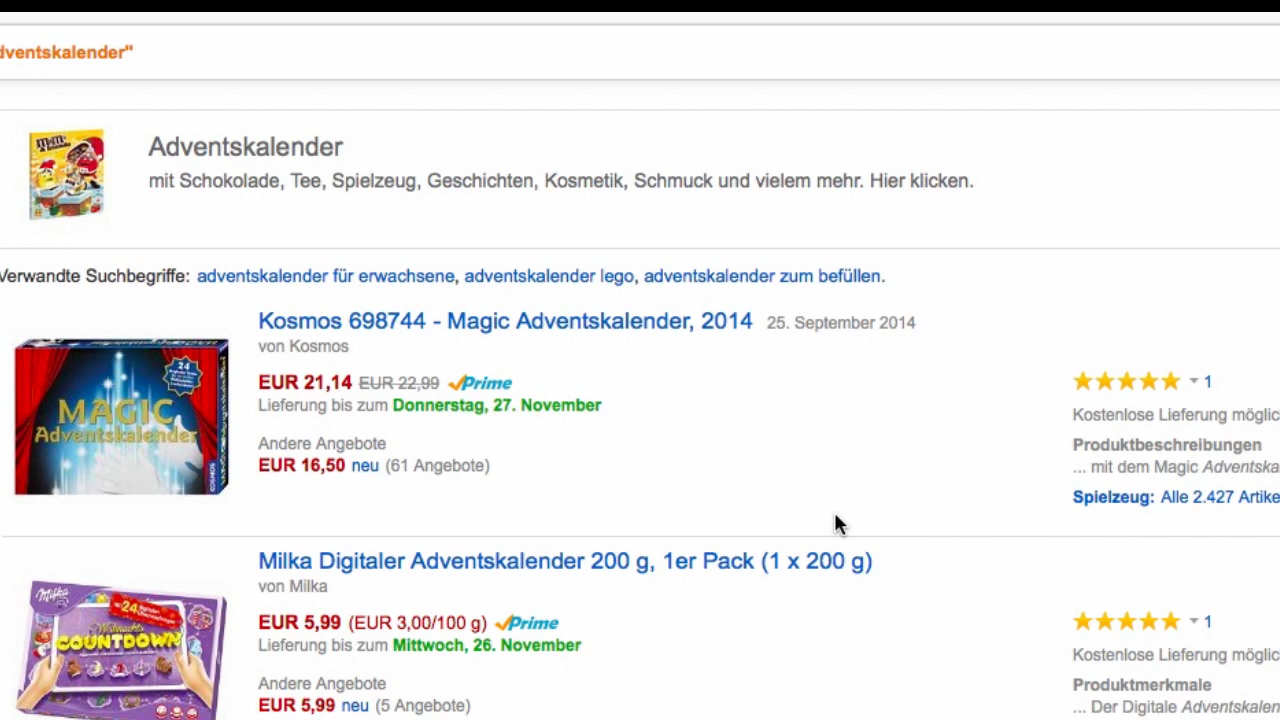 dventskalender"
Adventskalender
mit Schokolade, Tee, Spielzeug, Geschichten, Kosmetik, Schmuck und vielem mehr. Hier klicken.
Verwandte Suchbegriffe: adventskalender für erwachsene, adventskalender lego, adventskalender zum befüllen.
Kosmos 698744 - Magic Adventskalender, 2014 25. September 2014
von Kosmos
EUR 21,14 EUR 22,99 Prime
Lieferung bis zum Donnerstag, 27. November
Andere Angebote
EUR 16,50 neu (61 Angebote)
24
MAGIC
Adventskalender
KOSMOS
1
Kostenlose Lieferung möglic
Produktbeschreibungen
... mit dem Magic Adventska
Spielzeug: Alle 2.427 Artike
Milka Digitaler Adventskalender 200 g, 1er Pack (1 x 200 g)
von Milka
EUR 5,99 (EUR 3,00/100 g) Prime
Lieferung bis zum Mittwoch, 26. November
Andere Angebote
EUR 5,99 neu (5 Angebote)
Milka
24
Weihnachts
COUNTDOWN
1
Kostenlose Lieferung möglic
Produktmerkmale
... Der Digitale Adventskalen